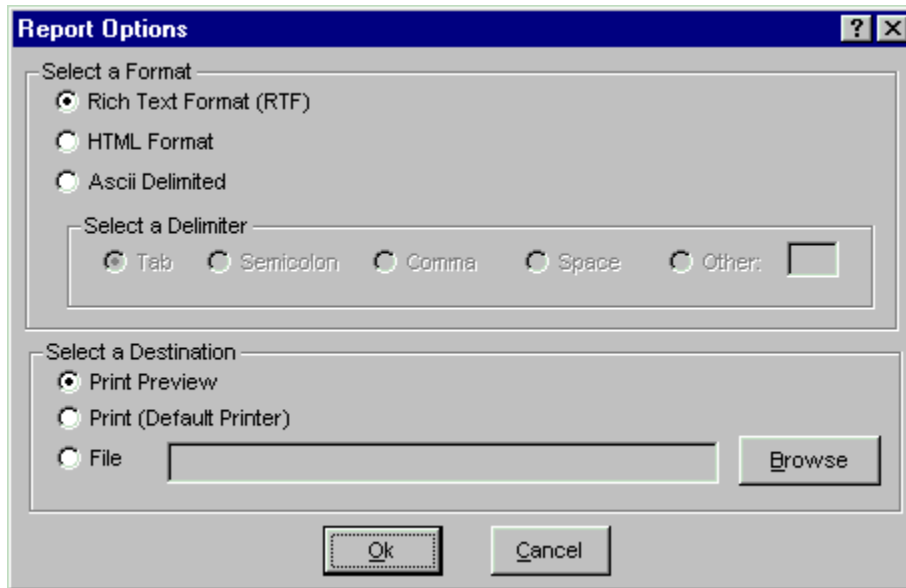 Report Options
Select a Format
Rich Text Format (RTF)
HTML Format
Ascii Delimited
Select a Delimiter
Tab Semicolon Comma Space Other:
Select a Destination
Print Preview
Print (Default Printer)
File Browse
Ok Cancel